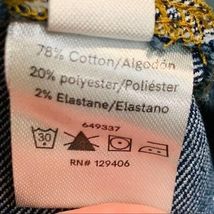 78% Cotton/Algodón
20% polyester/Poliéster
2% Elastane/Elastano
649337
30
RN# 129406